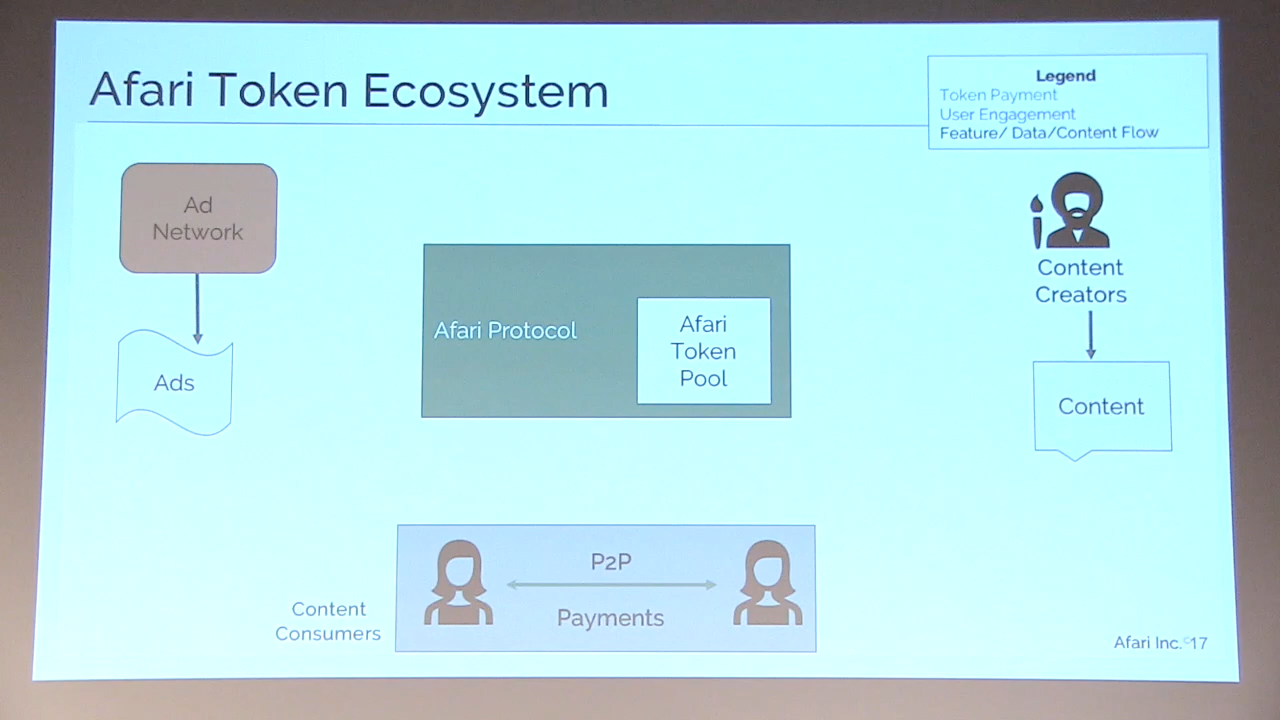 Afari Token Ecosystem
Legend
Token Payment
User Engagement
Feature/ Data/Content Flow
Ad
Network
Ads
Afari Protocol
Afari
Token
Pool
Content
Creators
Content
P2P
Payments
Content
Consumers
Afari Inc.©17